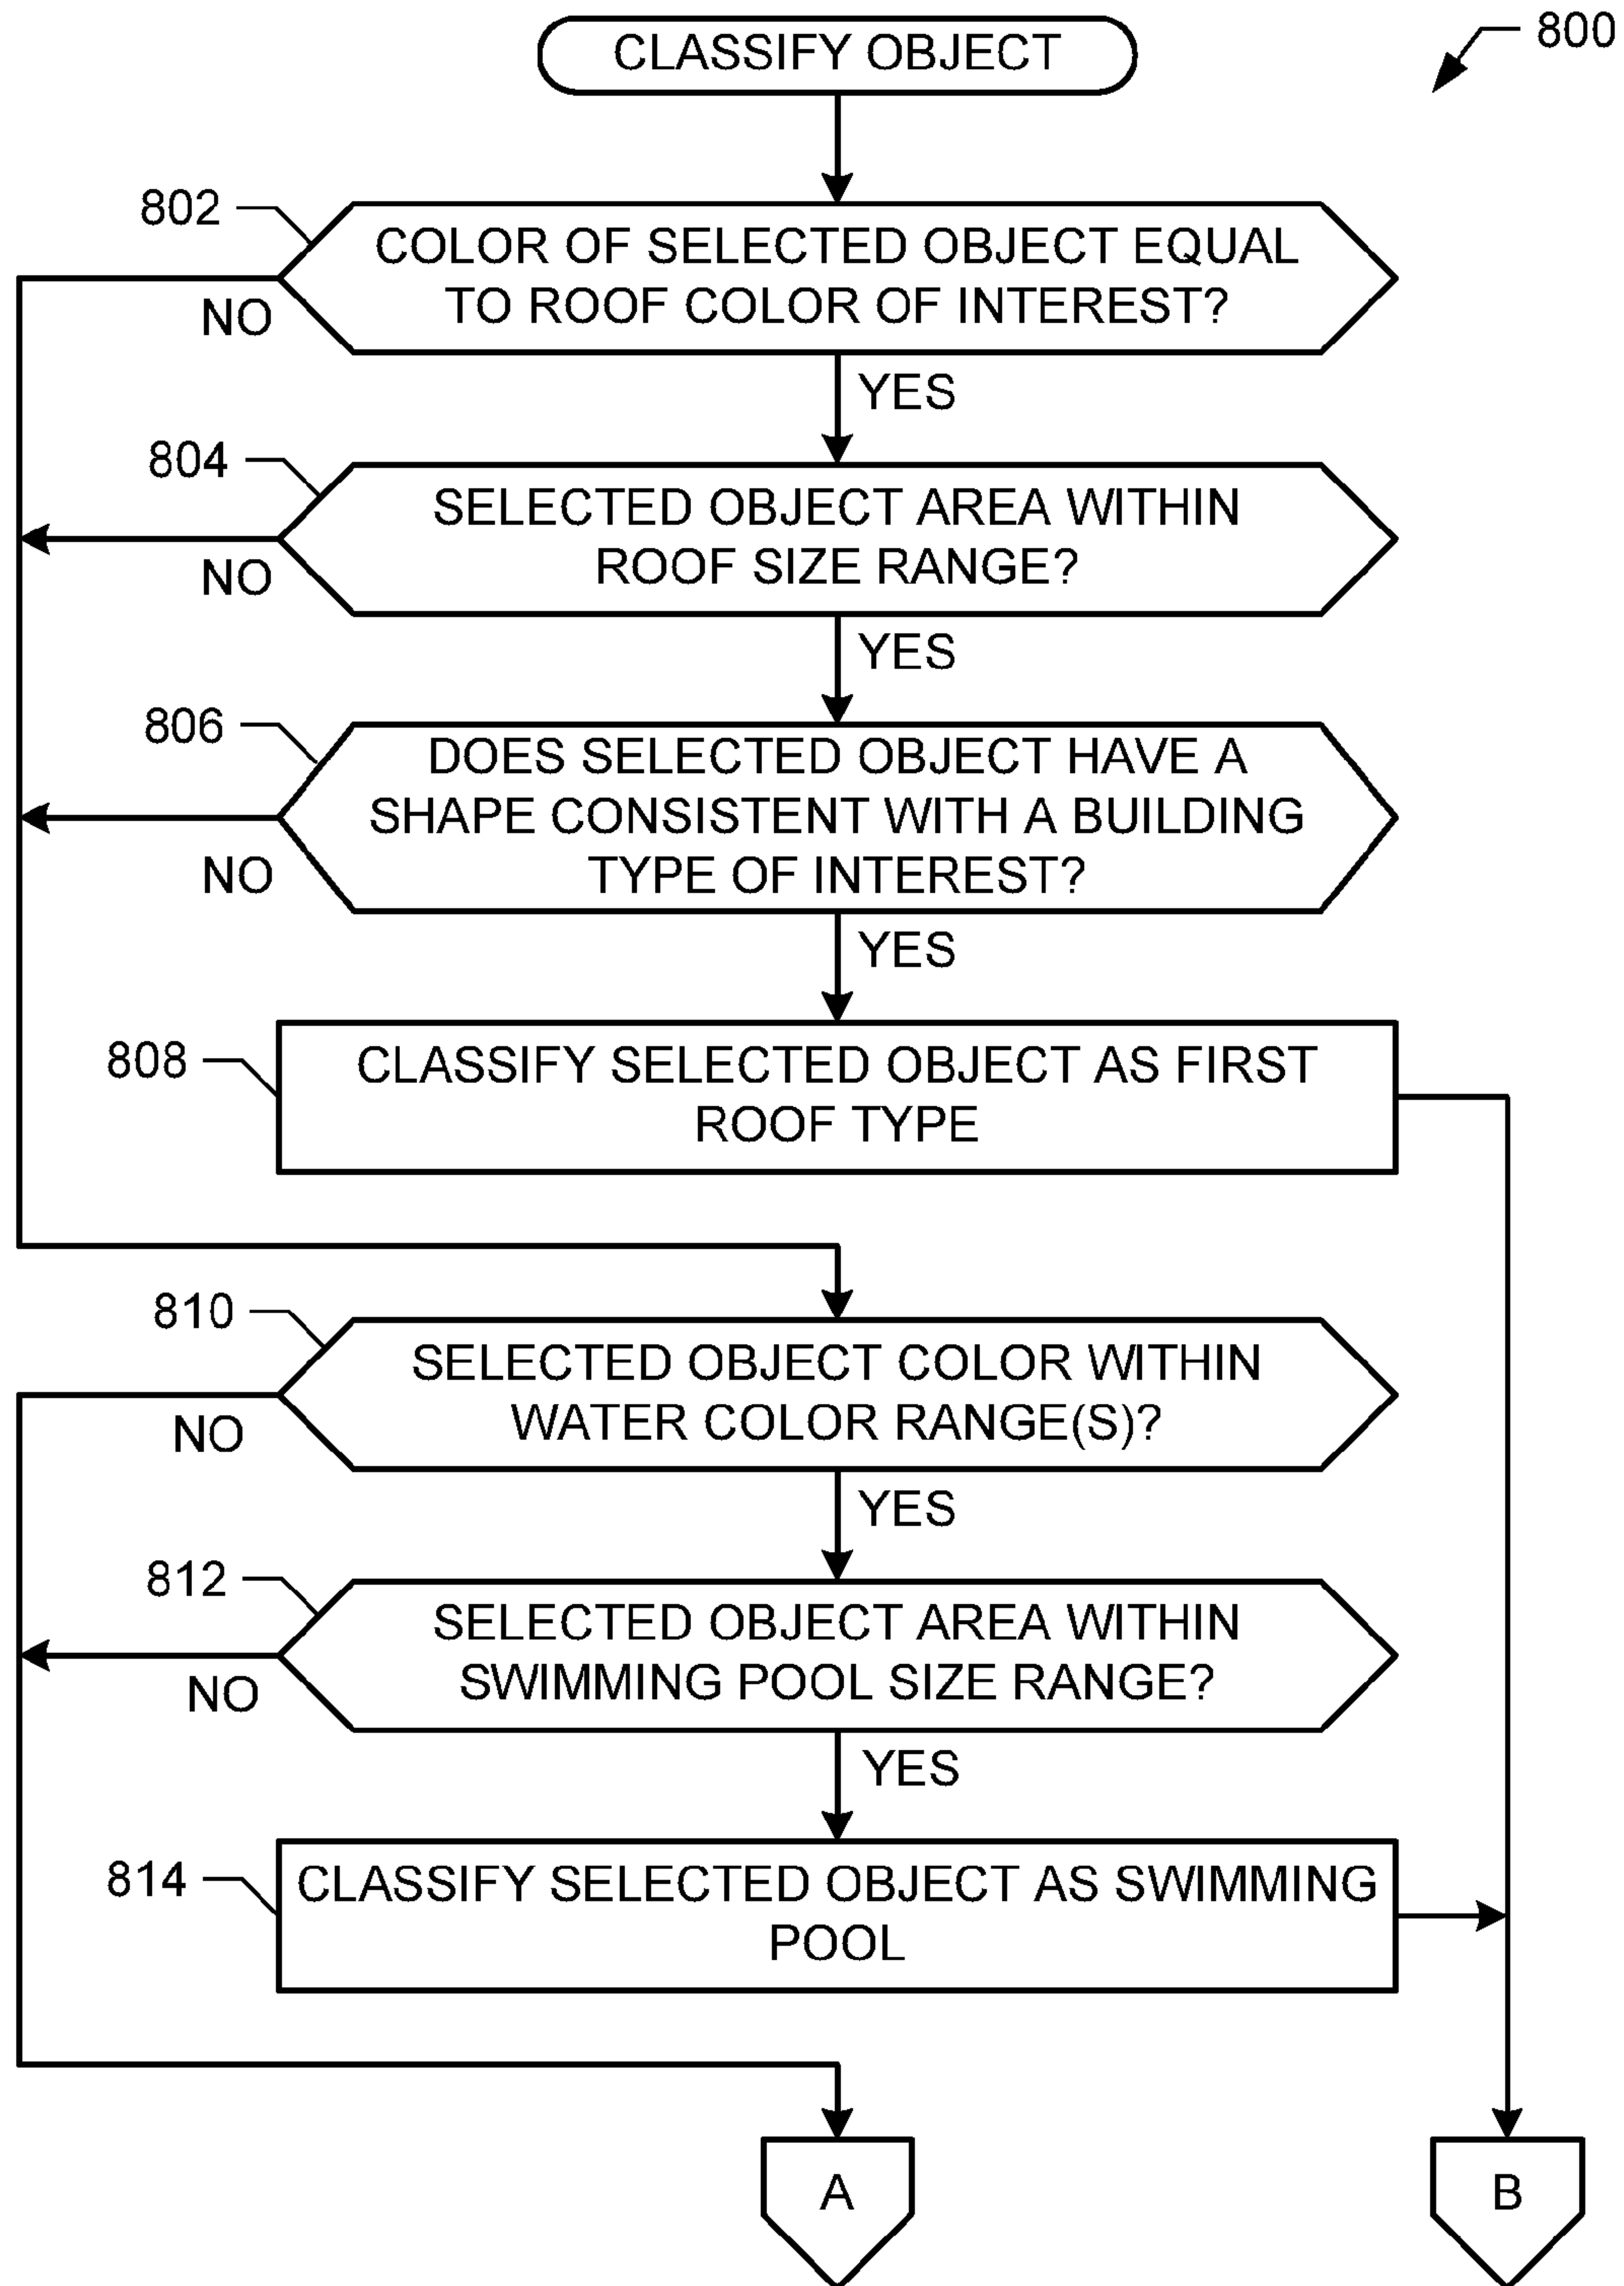 CLASSIFY OBJECT
800
802
COLOR OF SELECTED OBJECT EQUAL
TO ROOF COLOR OF INTEREST?
NO
YES
804
SELECTED OBJECT AREA WITHIN
ROOF SIZE RANGE?
NO
YES
806
DOES SELECTED OBJECT HAVE A
SHAPE CONSISTENT WITH A BUILDING
TYPE OF INTEREST?
NO
YES
808
CLASSIFY SELECTED OBJECT AS FIRST
ROOF TYPE
810
SELECTED OBJECT COLOR WITHIN
WATER COLOR RANGE(S)?
NO
YES
812
SELECTED OBJECT AREA WITHIN
SWIMMING POOL SIZE RANGE?
NO
YES
814
CLASSIFY SELECTED OBJECT AS SWIMMING
POOL
A
B